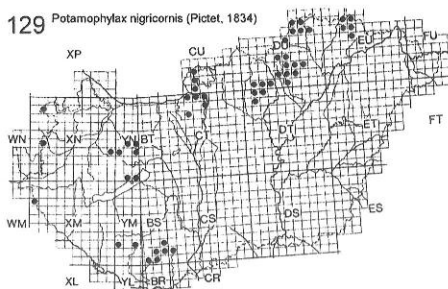 129 Potamophylax nigricornis (Pictet, 1834)
XP CU DU EU FU
WN XN YN BT CT DT ET FT
WM XM YM BS CS DS ES
XL YL BR CR